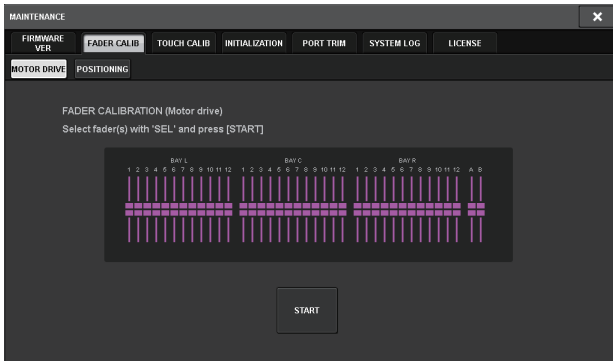 MAINTENANCE
FIRMWARE
VER
FADER CALIB
TOUCH CALIB
INITIALIZATION
PORT TRIM
SYSTEM LOG
LICENSE
MOTOR DRIVE
POSITIONING
FADER CALIBRATION (Motor drive)
Select fader(s) with 'SEL' and press [START]
BAY L
BAY C
BAY R
1 2 3 4 5 6 7 8 9 10 11 12
1 2 3 4 5 6 7 8 9 10 11 12
1 2 3 4 5 6 7 8 9 10 11 12
A B
START